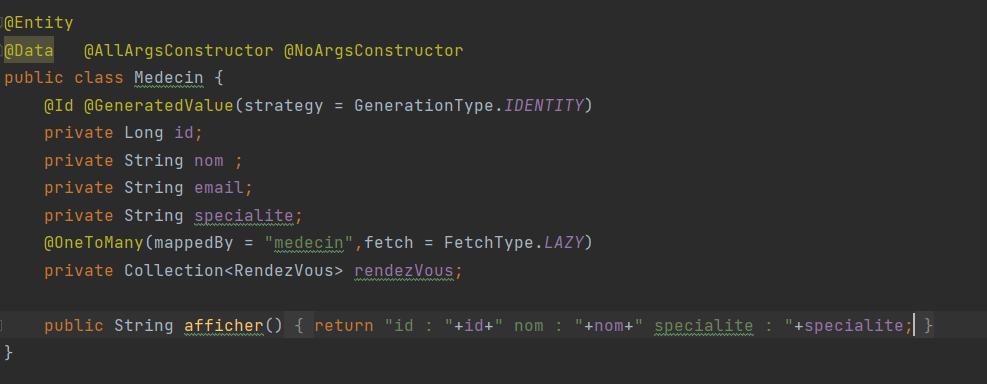 @Entity
@Data   @AllArgsConstructor @NoArgsConstructor
public class Medecin {
    @Id @GeneratedValue(strategy = GenerationType.IDENTITY)
    private Long id;
    private String nom ;
    private String email;
    private String specialite;
    @OneToMany(mappedBy = "medecin",fetch = FetchType.LAZY)
    private Collection<RendezVous> rendezVous;

    public String afficher() { return "id : "+id+" nom : "+nom+" specialite : "+specialite; }
}